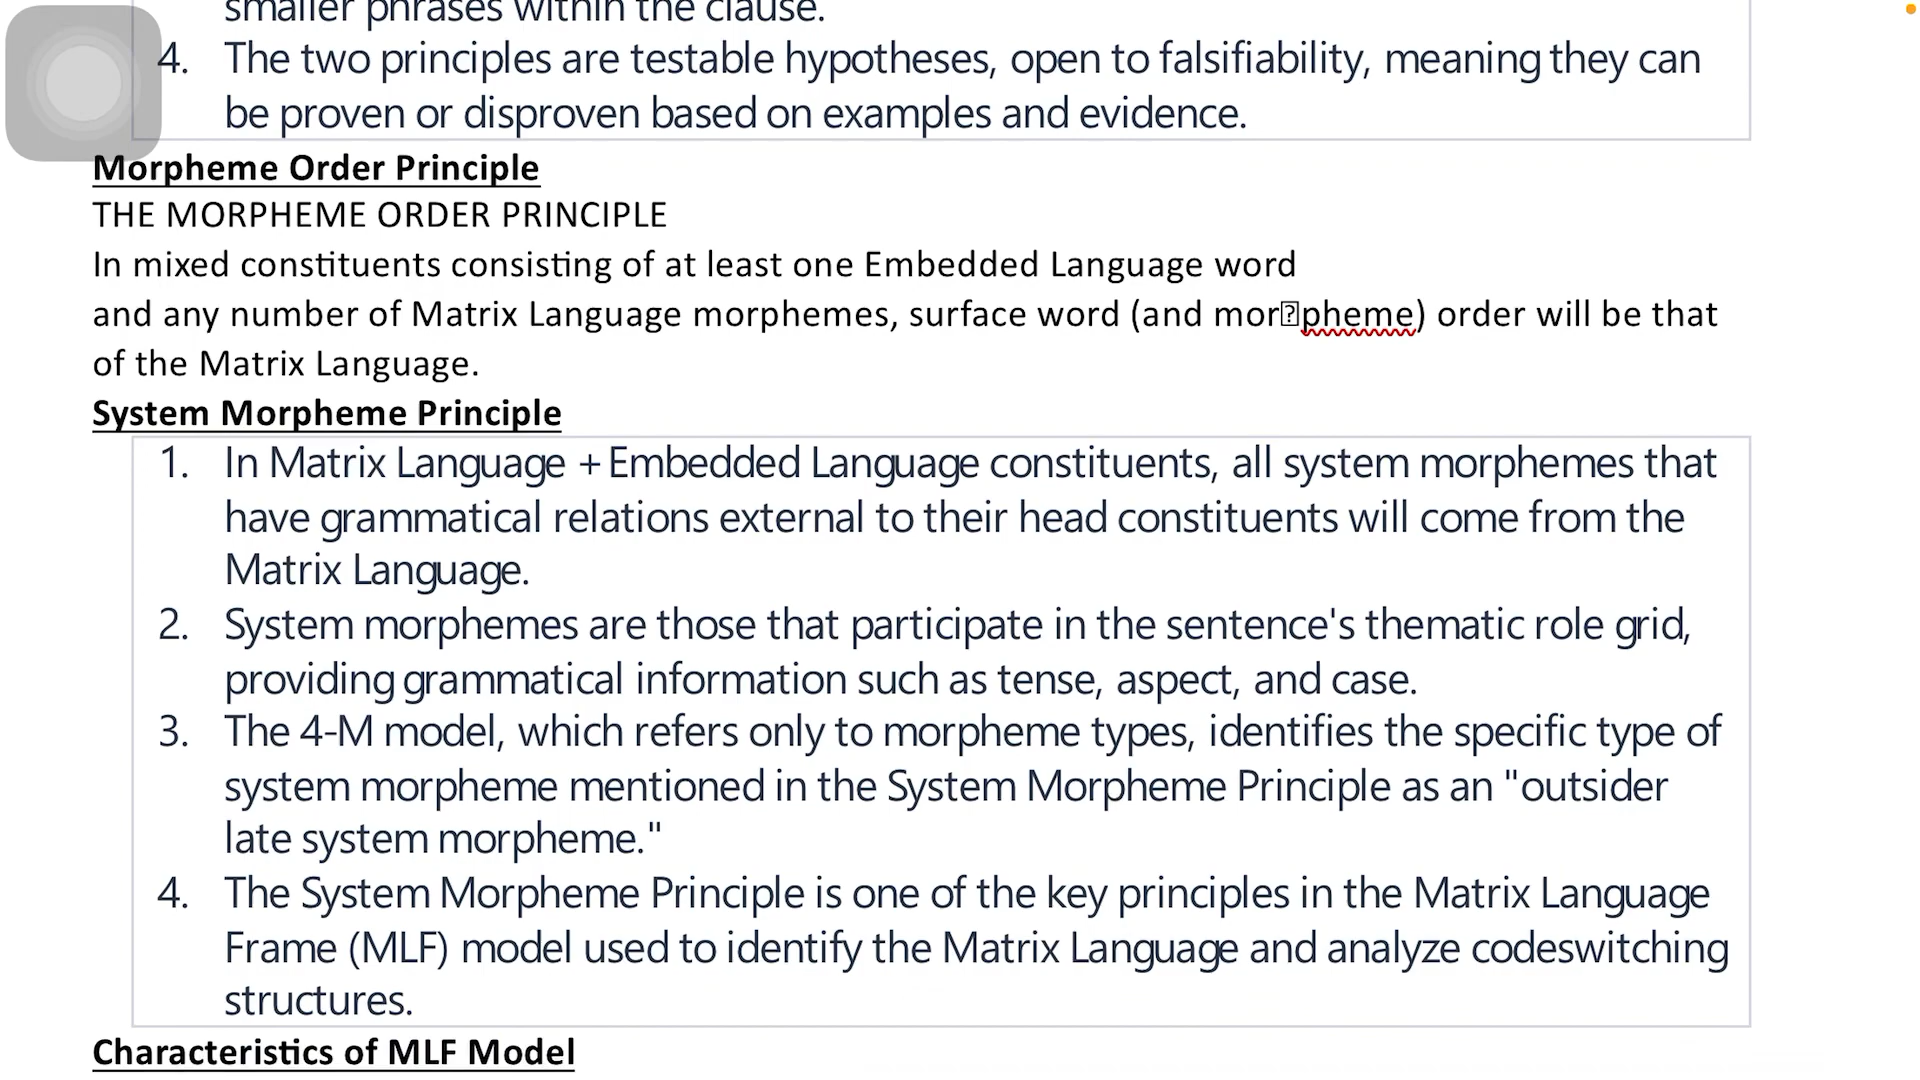 smaller phrases within the clause.
4. The two principles are testable hypotheses, open to falsifiability, meaning they can
be proven or disproven based on examples and evidence.
Morpheme Order Principle
THE MORPHEME ORDER PRINCIPLE
In mixed constituents consisting of at least one Embedded Language word
and any number of Matrix Language morphemes, surface word (and mor�pheme) order will be that
of the Matrix Language.
System Morpheme Principle
1. In Matrix Language + Embedded Language constituents, all system morphemes that
have grammatical relations external to their head constituents will come from the
Matrix Language.
2. System morphemes are those that participate in the sentence's thematic role grid,
providing grammatical information such as tense, aspect, and case.
3. The 4-M model, which refers only to morpheme types, identifies the specific type of
system morpheme mentioned in the System Morpheme Principle as an "outsider
late system morpheme."
4. The System Morpheme Principle is one of the key principles in the Matrix Language
Frame (MLF) model used to identify the Matrix Language and analyze codeswitching
structures.
Characteristics of MLF Model